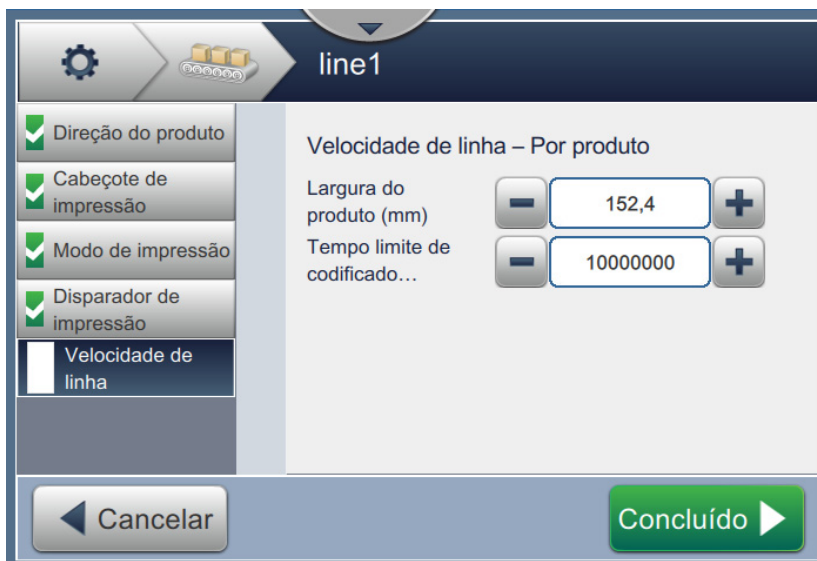 line1
Direção do produto
Cabeçote de
impressão
Modo de impressão
Disparador de
impressão
Velocidade de
linha
Velocidade de linha – Por produto
Largura do
produto (mm)
152,4
Tempo limite de
codificado...
10000000
Cancelar
Concluído